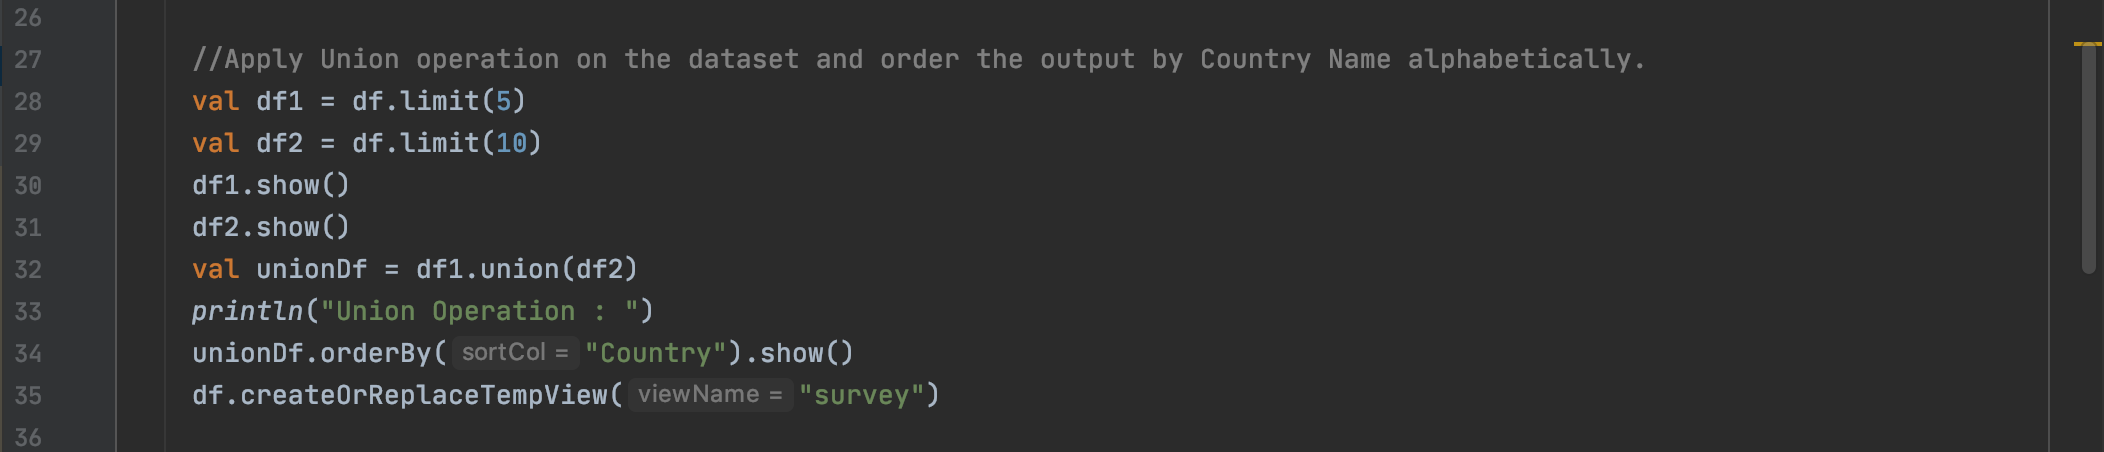 26
27 //Apply Union operation on the dataset and order the output by Country Name alphabetically.
28 val df1 = df.limit(5)
29 val df2 = df.limit(10)
30 df1.show()
31 df2.show()
32 val unionDf = df1.union(df2)
33 println("Union Operation : ")
34 unionDf.orderBy( sortCol = "Country").show()
35 df.createOrReplaceTempView( viewName = "survey")
36